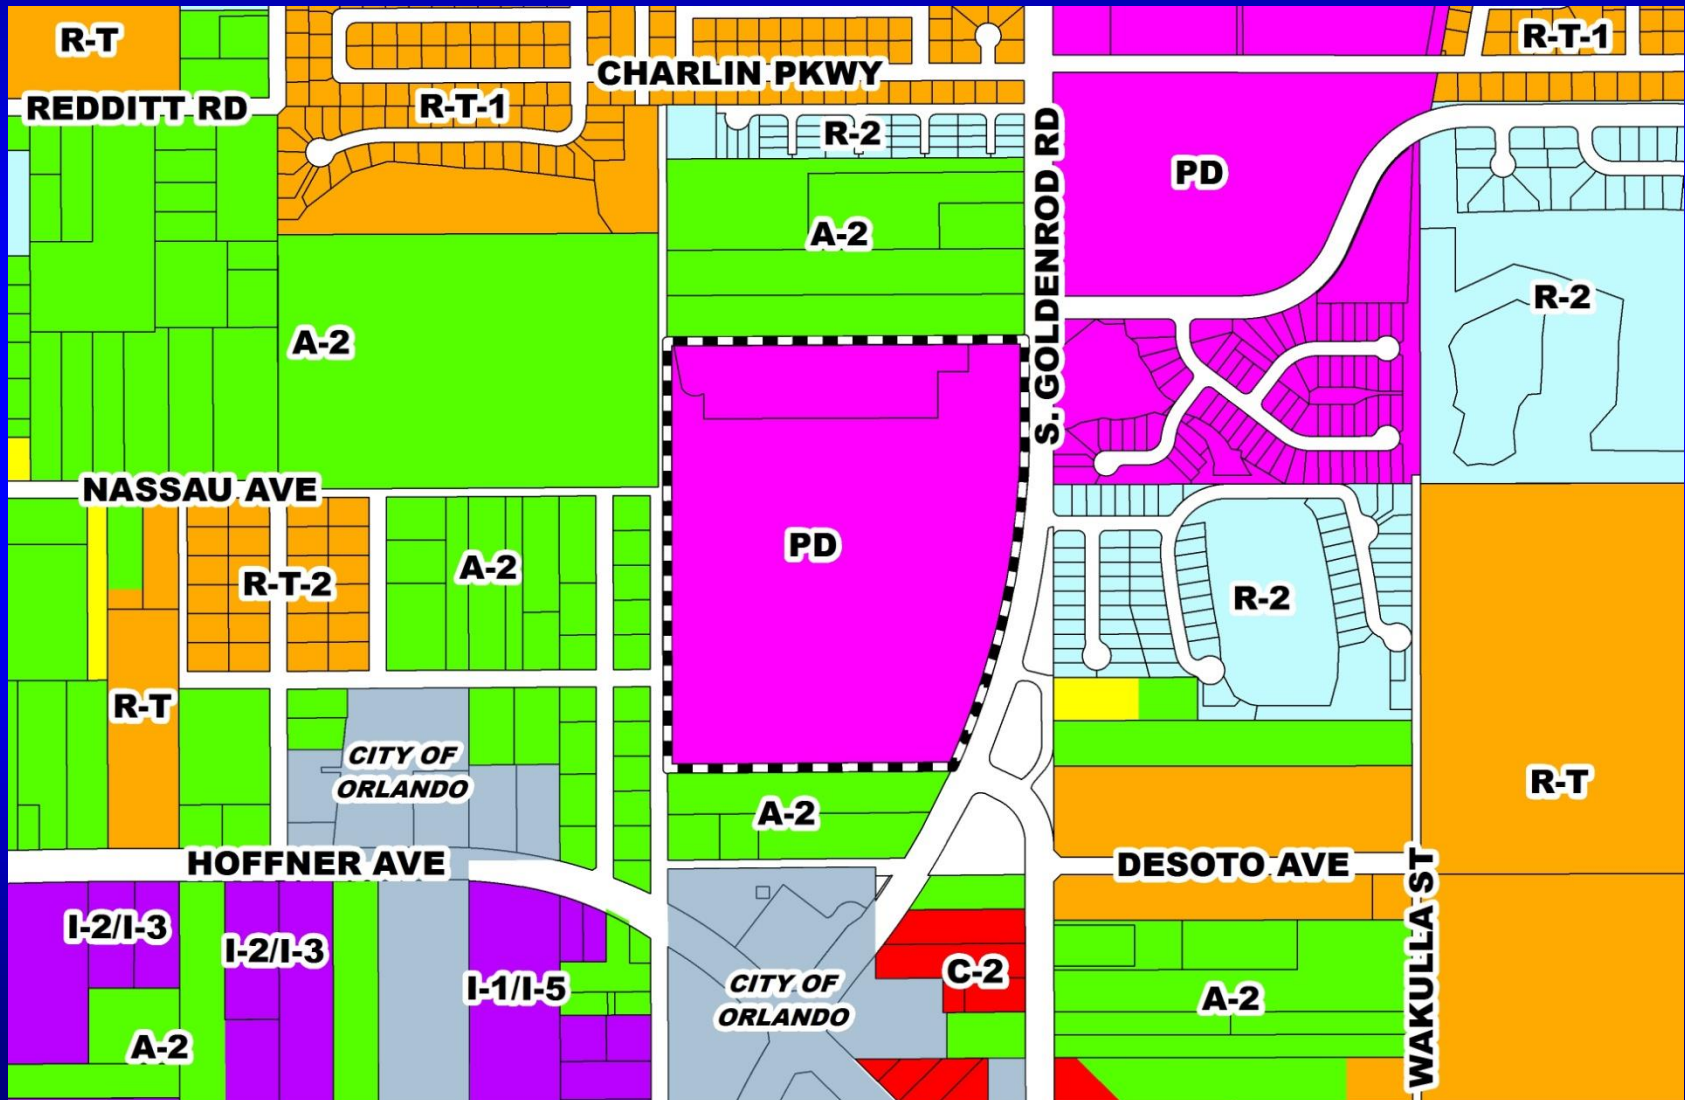 R-T
R-T-1
CHARLIN PKWY
REDDITT RD
R-T-1
R-2
S. GOLDENROD RD
PD
A-2
R-2
A-2
NASSAU AVE
PD
A-2
R-T-2
R-2
R-T
CITY OF
ORLANDO
R-T
A-2
HOFFNER AVE
DESOTO AVE
WAKULLA ST
I-2/I-3
I-2/I-3
I-1/I-5
C-2
CITY OF
ORLANDO
A-2
A-2